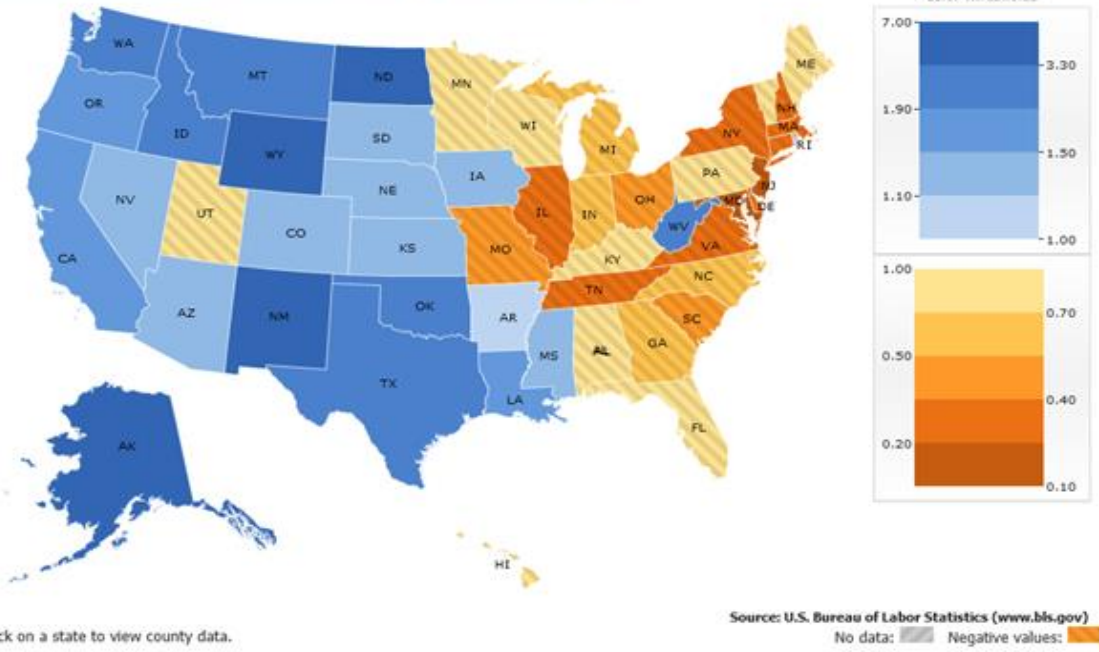 7.00
3.30
1.90
1.50
1.10
1.00
1.00
0.70
0.50
0.40
0.20
0.10
WA
MT
ND
MN
ME
OR
ID
SD
WI
NH
NY
MA
RI
WY
MI
NV
UT
NE
IA
PA
NJ
IL
IN
OH
MD
DE
CO
KS
MO
WV
VA
CA
KY
NC
TN
AZ
NM
OK
AR
SC
MS
AL
GA
TX
LA
FL
AK
HI
ck on a state to view county data.
Source: U.S. Bureau of Labor Statistics (www.bls.gov)
No data:
Negative values: